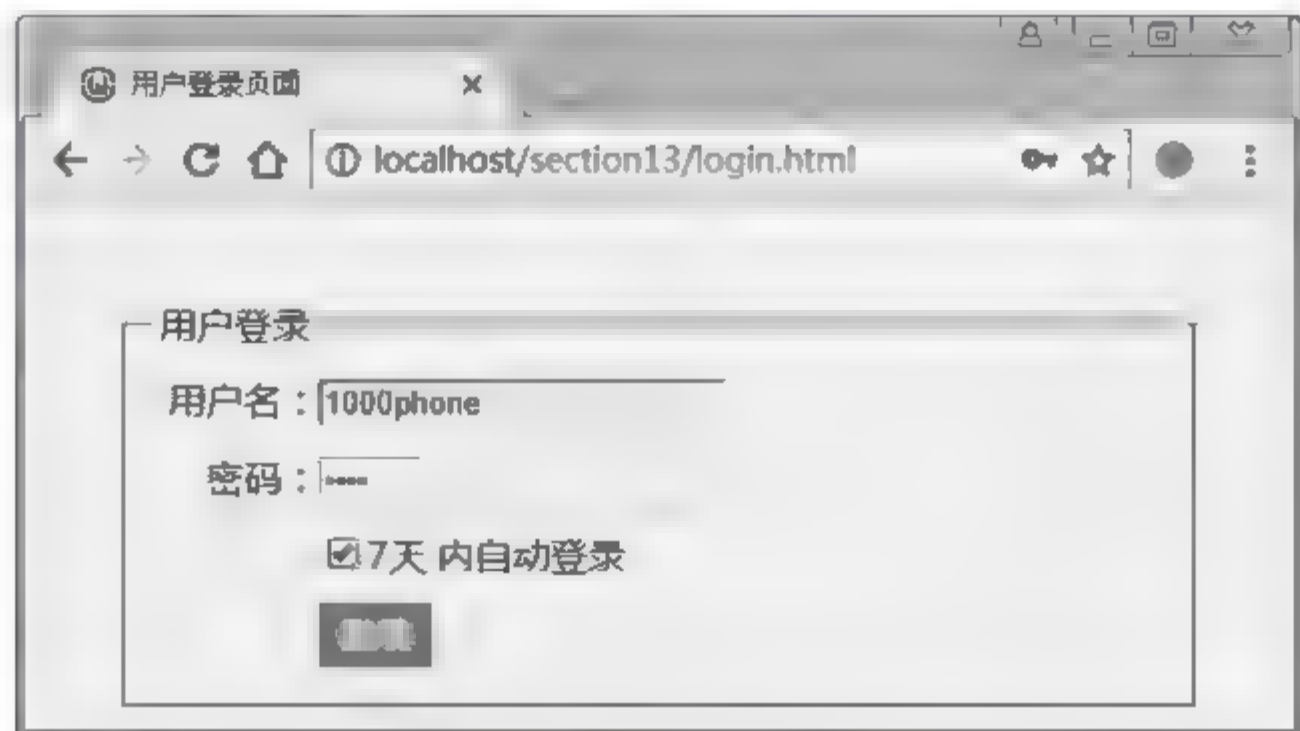 用户登录页面
localhost/section13/login.html
用户登录
用户名：1000phone
密码：
7天 内自动登录